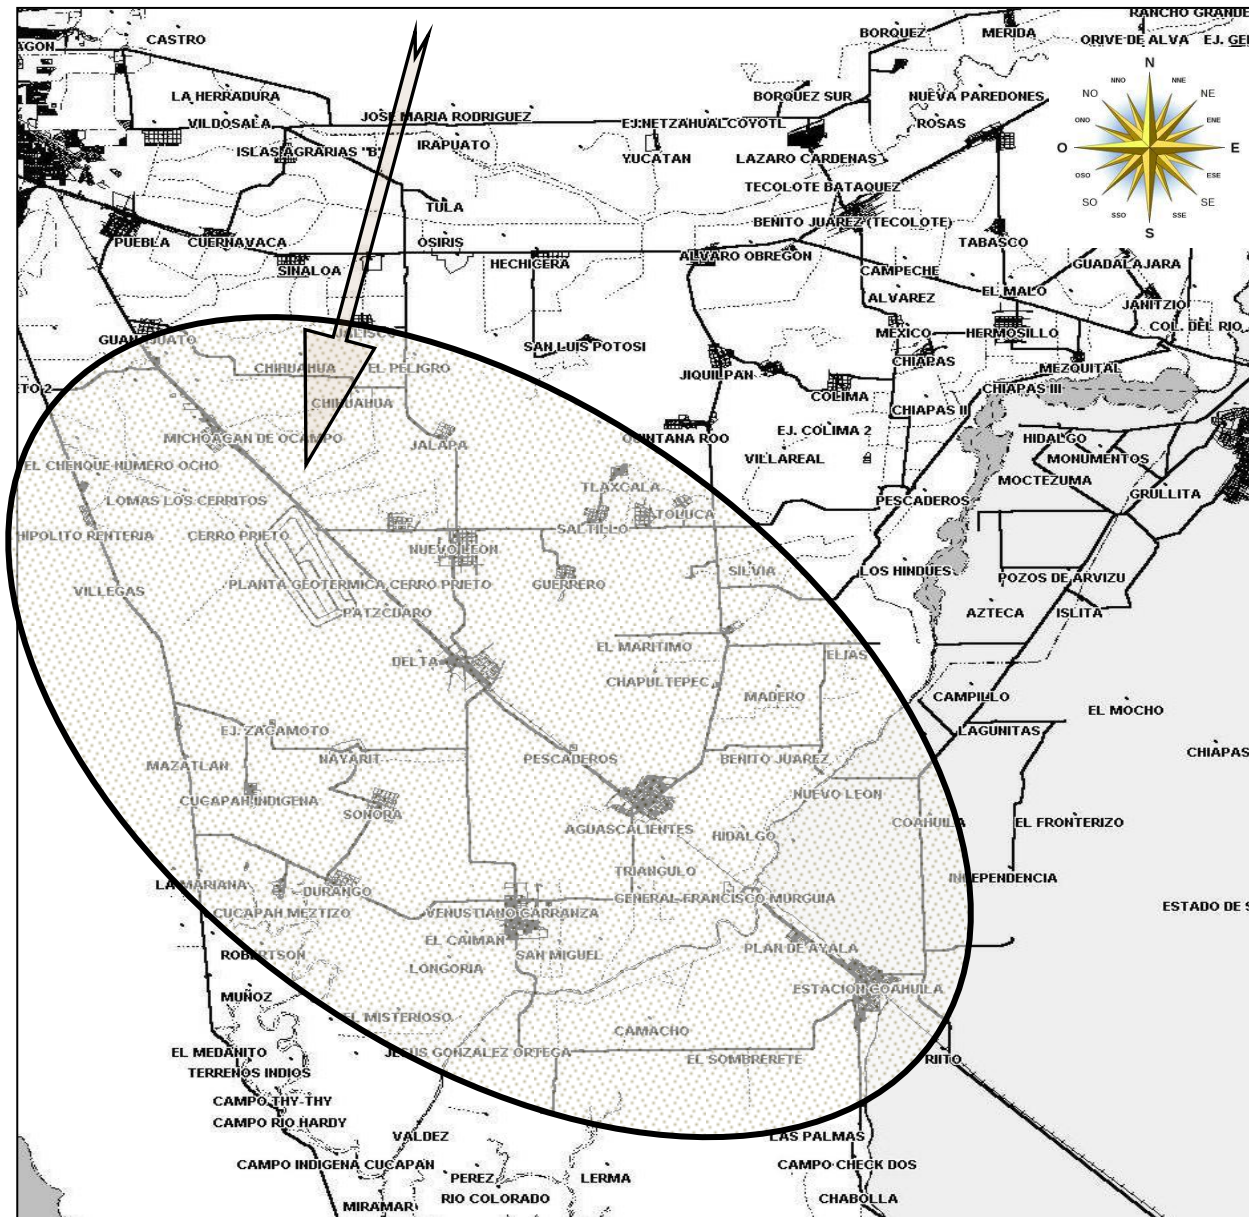 RANCHO GRANDE
CASTRO
BORQUEZ
MERIDA
ORIVE DE ALVA
EJ. GE
AGON
N
NNO
NNE
NO
NE
ONO
ENE
O
E
OSO
ESE
SO
SE
SSO
SSE
S
LA HERRADURA
BORQUEZ SUR
NUEVA PAREDONES
VILDOSALA
JOSE MARIA RODRIGUEZ
EJ.NETZAHUALCOYOTL
ROSAS
ISLAS AGRARIAS "B"
IRAPUATO
YUCATAN
LAZARO CARDENAS
A
TECOLOTE BATAQUEZ
TULA
BENITO JUAREZ (TECOLOTE)
PUEBLA
CUERNAVACA
OSIRIS
TABASCO
SINALOA
HECHICERA
ALVARO OBREGON
CAMPECHE
GUADALAJARA
ALVAREZ
EL MALO
JANITZIO
COL. DEL RIO
JALISCO
GUANAJUATO
SAN LUIS POTOSI
MEXICO
HERMOSILLO
CHIAPAS
MEZQUITAL
CHIHUAHUA
EL PELIGRO
JIQUILPAN
TO 2
COLIMA
CHIAPAS III
CHIHUAHUA
CHIAPAS II
MICHOACAN DE OCAMPO
JALAPA
QUINTANA ROO
EJ. COLIMA 2
HIDALGO
EL CHENQUE NUMERO OCHO
VILLAREAL
MONUMENTOS
MOCTEZUMA
LOMAS LOS CERRITOS
TLAXCALA
PESCADEROS
GRULLITA
TOLUCA
HIPOLITO RENTERIA
CERRO PRIETO
SALTILLO
NUEVO LEON
SILVIA
LOS HINDUES
VILLEGAS
PLANTA GEOTERMICA CERRO PRIETO
GUERRERO
POZOS DE ARVIZU
PATZCUARO
AZTECA
ISLITA
EL MARITIMO
ELIAS
DELTA
CHAPULTEPEC
MADERO
CAMPILLO
EL MOCHO
EJ. ZACAMOTO
LAGUNITAS
MAZATLAN
NAYARIT
PESCADEROS
BENITO JUAREZ
CHIAPAS
CUCAPAH INDIGENA
NUEVO LEON
SONORA
AGUASCALIENTES
HIDALGO
COAHUILA
EL FRONTERIZO
TRIANGULO
LA MARIANA
DURANGO
GENERAL FRANCISCO MURGUIA
INDEPENDENCIA
CUCAPAH MEZTIZO
VENUSTIANO CARRANZA
ESTADO DE S
EL CAIMAN
PLAN DE AYALA
ROBERTSON
SAN MIGUEL
LONGORIA
MUÑOZ
ESTACION COAHUILA
EL MISTERIOSO
CAMACHO
EL MEDANITO
JESUS GONZALEZ ORTEGA
EL SOMBRERETE
RIITO
TERRENOS INDIOS
CAMPO THY-THY
CAMPO RIO HARDY
VALDEZ
LAS PALMAS
CAMPO INDIGENA CUCAPAH
CAMPO CHECK DOS
PEREZ
LERMA
RIO COLORADO
CHABOLLA
MIRAMAR